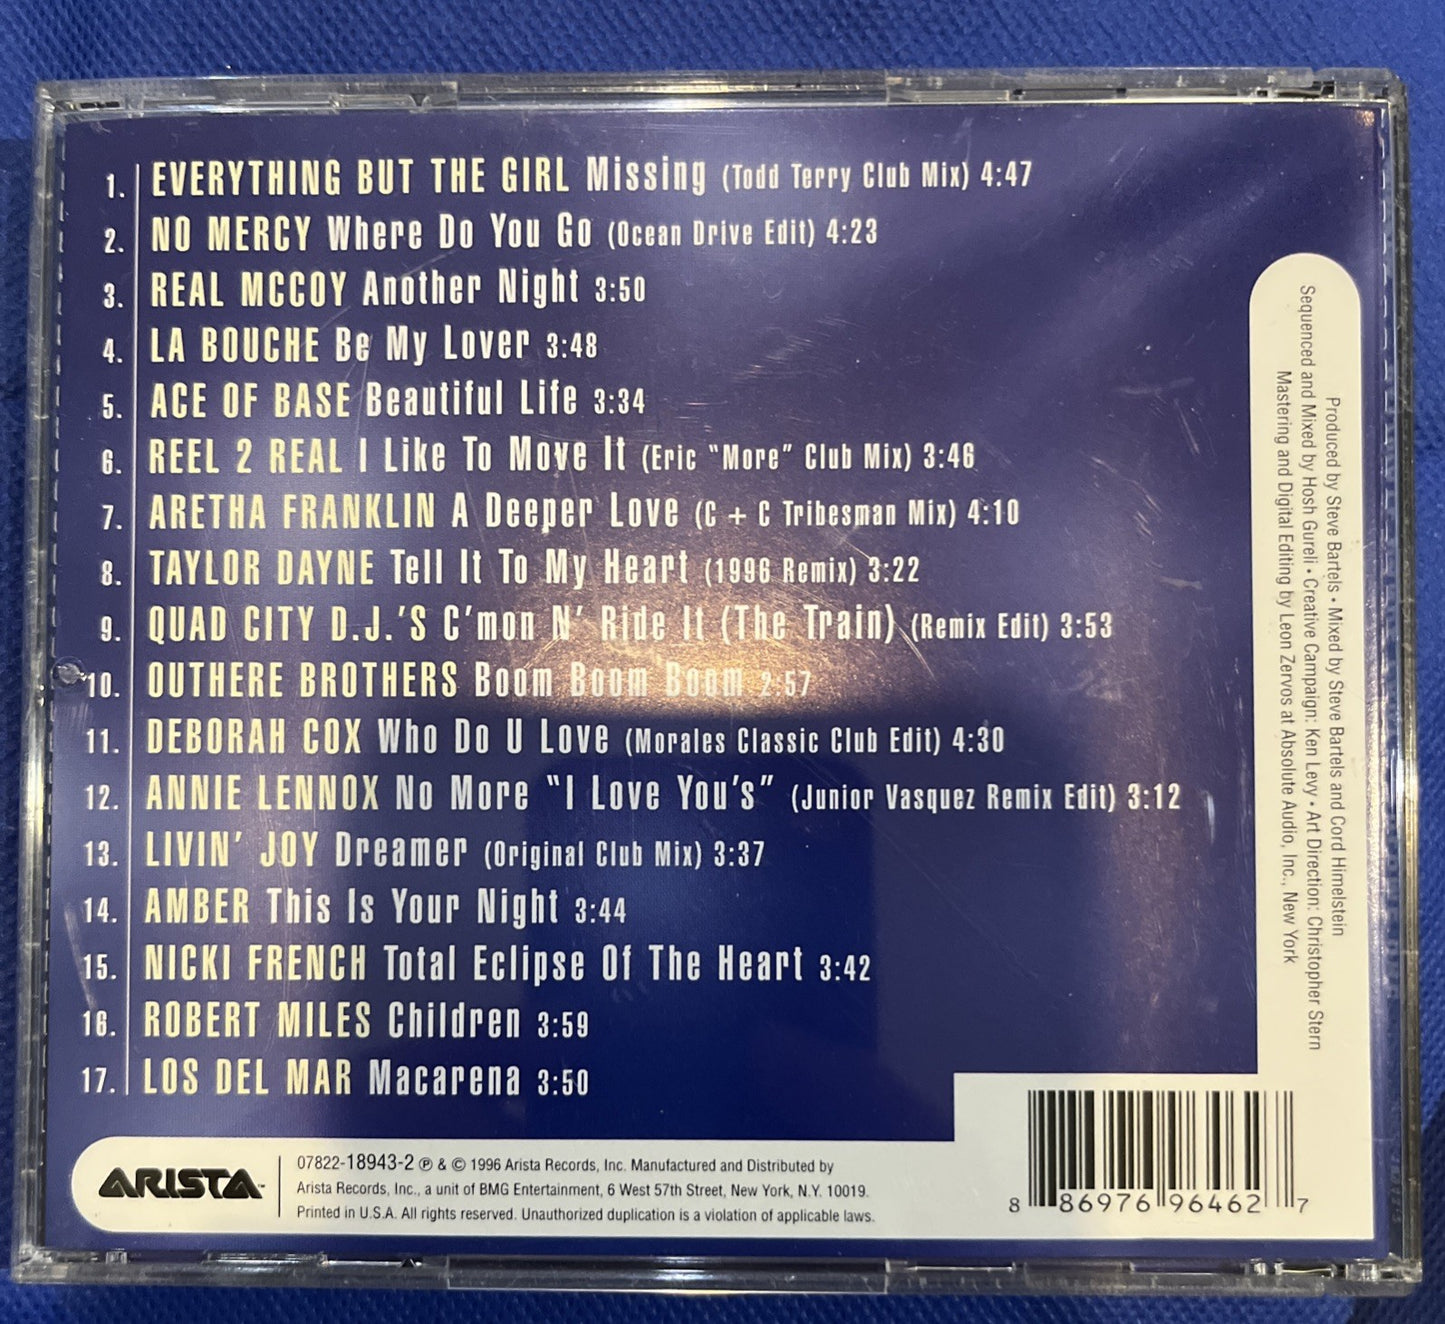 1. EVERYTHING BUT THE GIRL Missing (Todd Terry Club Mix) 4:47
2. NO MERCY Where Do You Go (Ocean Drive Edit) 4:23
3. REAL MCCOY Another Night 3:50
4. LA BOUCHE Be My Lover 3:48
5. ACE OF BASE Beautiful Life 3:34
6. REEL 2 REAL I Like To Move It (Eric "More" Club Mix) 3:46
7. ARETHA FRANKLIN A Deeper Love (C + C Tribesman Mix) 4:10
8. TAYLOR DAYNE Tell It To My Heart (1996 Remix) 3:22
9. QUAD CITY D.J.'S C'mon N' Ride It (The Train) (Remix Edit) 3:53
10. OUTHERE BROTHERS Boom Boom Boom 2:57
11. DEBORAH COX Who Do U Love (Morales Classic Club Edit) 4:30
12. ANNIE LENNOX No More "I Love You's" (Junior Vasquez Remix Edit) 3:12
13. LIVIN' JOY Dreamer (Original Club Mix) 3:37
14. AMBER This Is Your Night 3:44
15. NICKI FRENCH Total Eclipse Of The Heart 3:42
16. ROBERT MILES Children 3:59
17. LOS DEL MAR Macarena 3:50
Produced by Steve Bartels • Mixed by Steve Bartels and Cord Himelstein
Sequenced and Mixed by Hosh Gureli • Creative Campaign: Ken Levy • Art Direction: Christopher Stern
Mastering and Digital Editing by Leon Zervos at Absolute Audio, Inc., New York
ARISTA™
07822-18943-2 ℗ & © 1996 Arista Records, Inc. Manufactured and Distributed by
Arista Records, Inc., a unit of BMG Entertainment, 6 West 57th Street, New York, N.Y. 10019.
Printed in U.S.A. All rights reserved. Unauthorized duplication is a violation of applicable laws.
8 86976 96462 7